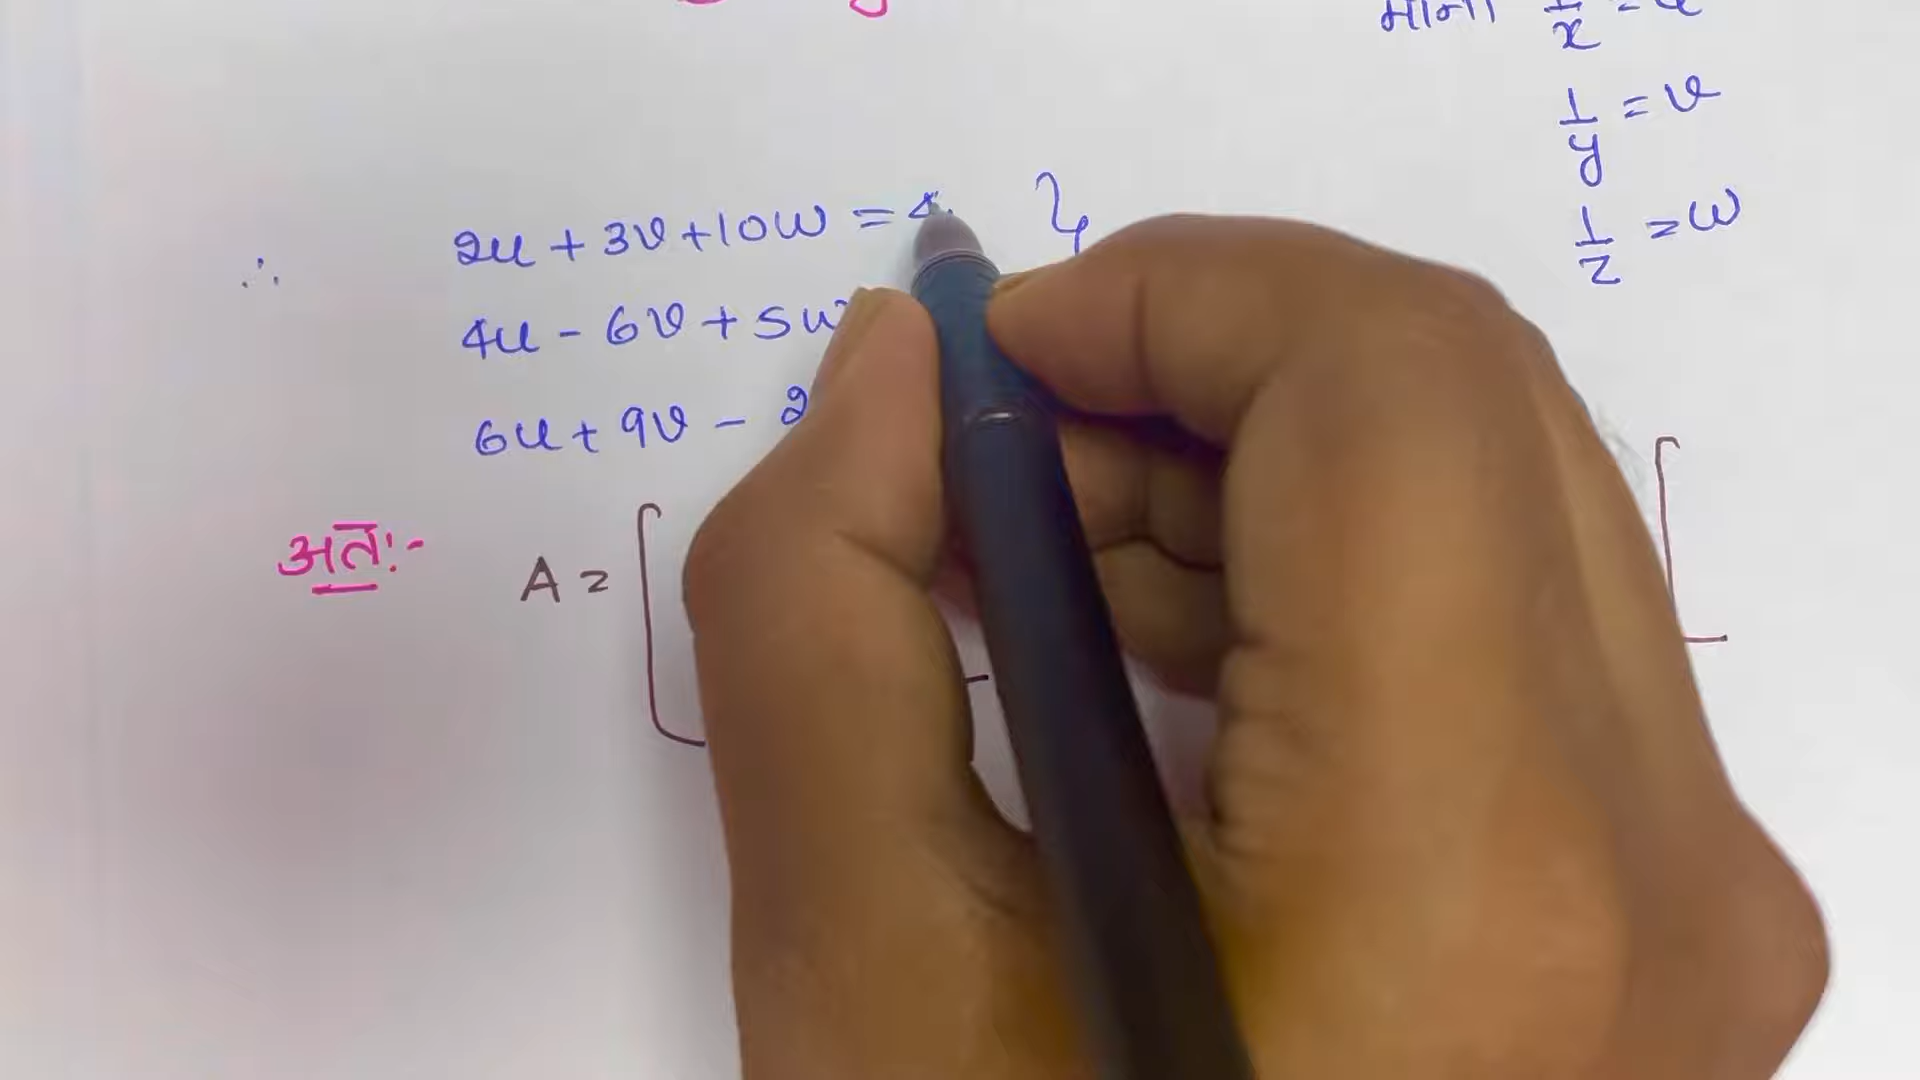 माना 1/x = u
1/y = v
1/z = w
∴ 2u + 3v + 10w = 4
4u - 6v + 5w
6u + 9v - 2
अतः:- A = [ [